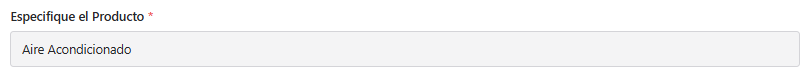 Especifique el Producto *
Aire Acondicionado